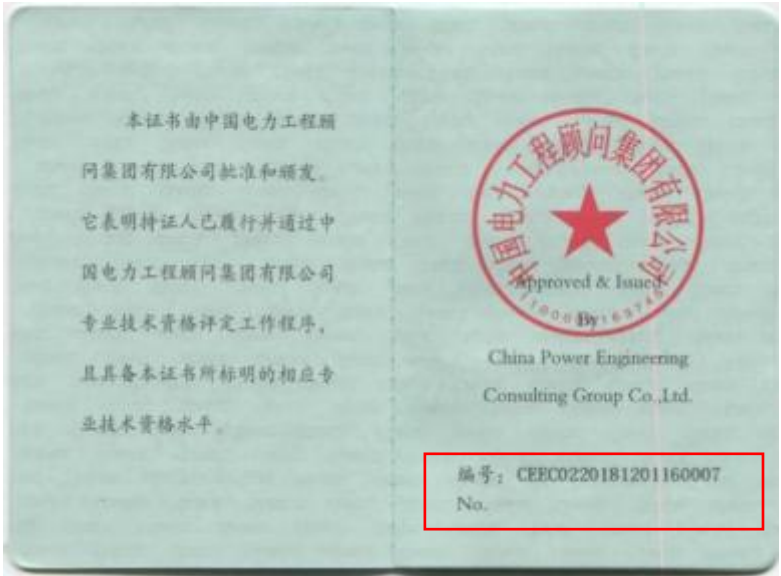 本证书由中国电力工程顾
问集团有限公司批准和颁发。
它表明持证人已履行并通过中
国电力工程顾问集团有限公司
专业技术资格评定工作程序,
且具备本证书所标明的相应专
业技术资格水平。
中国电力工程顾问集团有限公司
Approved & Issued
By
China Power Engineering
Consulting Group Co.,Ltd.
编号: CEEC0220181201160007
No.